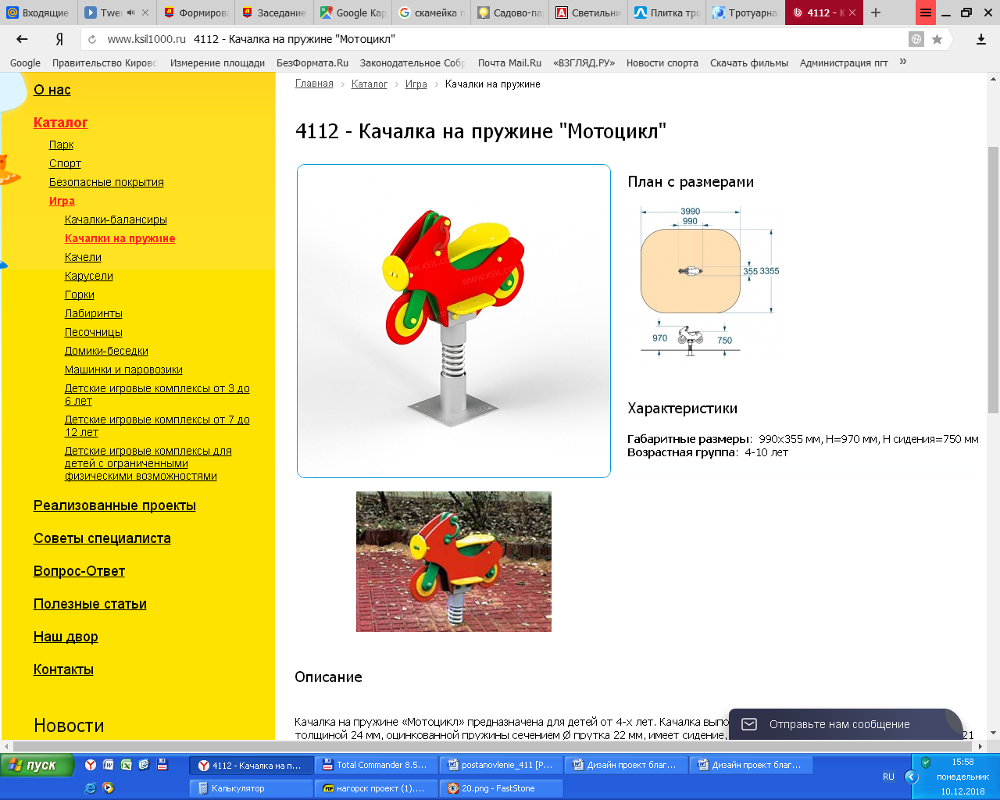 Входящие
Twe
Формиров
Заседание
Google Кар
скамейка п
Садово-па
Светильни
Плитка тро
Тротуарна
4112 - К
Я
www.ksil1000.ru 4112 - Качалка на пружине "Мотоцикл"
Google
Правительство Кировс
Измерение площади
БезФормата.Ru
Законодательное Собр
Почта Mail.Ru
«ВЗГЛЯД.РУ»
Новости спорта
Скачать фильмы
Администрация пгт
»
О нас
Каталог
Парк
Спорт
Безопасные покрытия
Игра
Качалки-балансиры
Качалки на пружине
Качели
Карусели
Горки
Лабиринты
Песочницы
Домики-беседки
Машинки и паровозики
Детские игровые комплексы от 3 до
6 лет
Детские игровые комплексы от 7 до
12 лет
Детские игровые комплексы для
детей с ограниченными
физическими возможностями
Реализованные проекты
Советы специалиста
Вопрос-Ответ
Полезные статьи
Наш двор
Контакты
Новости
Главная > Каталог > Игра > Качалки на пружине
4112 - Качалка на пружине "Мотоцикл"
План с размерами
3990
990
355 3355
970
750
Характеристики
Габаритные размеры: 990х355 мм, Н=970 мм, Н сидения=750 мм
Возрастная группа: 4-10 лет
Описание
Качалка на пружине «Мотоцикл» предназначена для детей от 4-х лет. Качалка выпо
толщиной 24 мм, оцинкованной пружины сечением Ø прутка 22 мм, имеет сидение, 21
Отправьте нам сообщение
пуск
4112 - Качалка на п...
Total Commander 8.5...
postanovlenie_411 [Р...
Дизайн проект благ...
Дизайн проект благ...
Калькулятор
нагорск проект (1)....
20.png - FastStone
RU
15:58
понедельник
10.12.2018